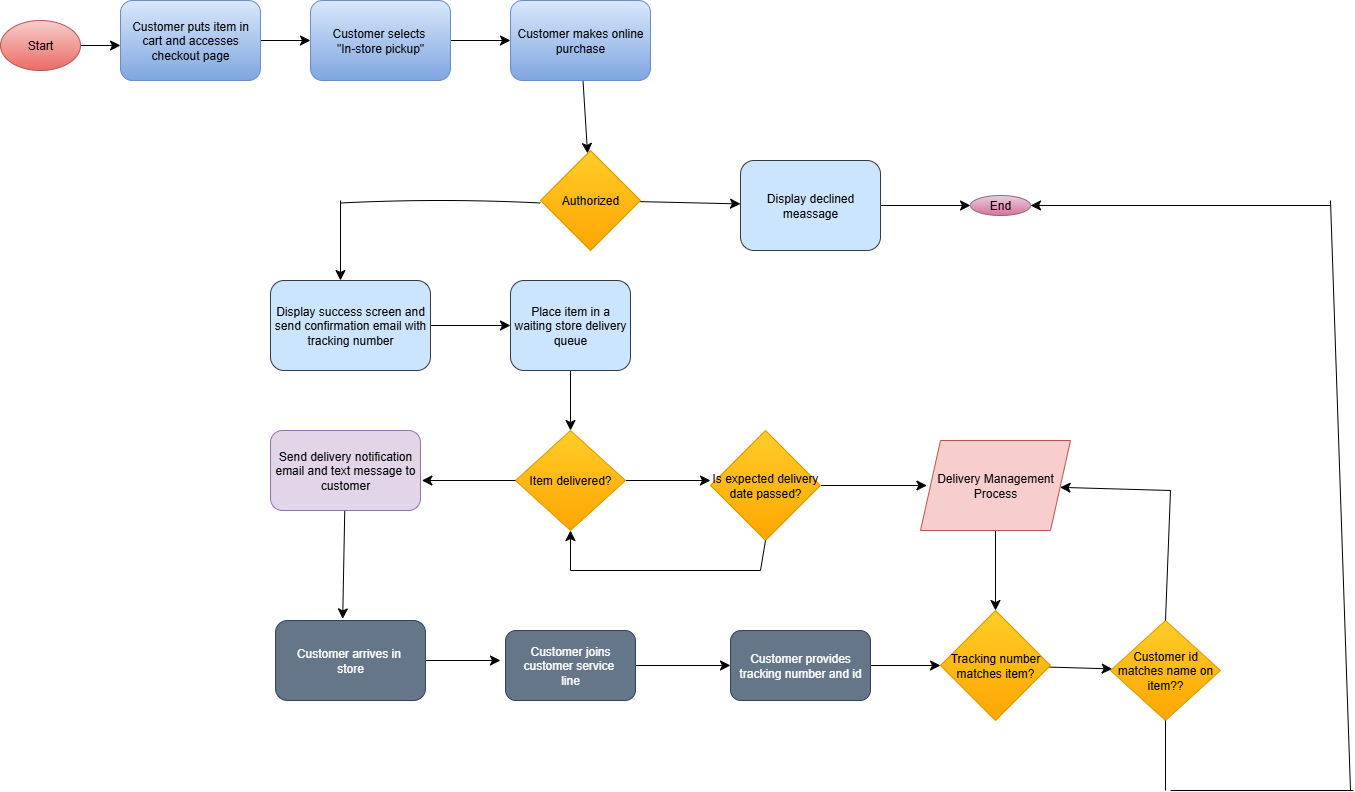 Start
Customer puts item in
cart and accesses
checkout page
Customer selects
"In-store pickup"
Customer makes online
purchase
Authorized
Display declined
meassage
End
Display success screen and
send confirmation email with
tracking number
Place item in a
waiting store delivery
queue
Send delivery notification
email and text message to
customer
Item delivered?
Is expected delivery
date passed?
Delivery Management
Process
Customer arrives in
store
Customer joins
customer service
line
Customer provides
tracking number and id
Tracking number
matches item?
Customer id
matches name on
item??